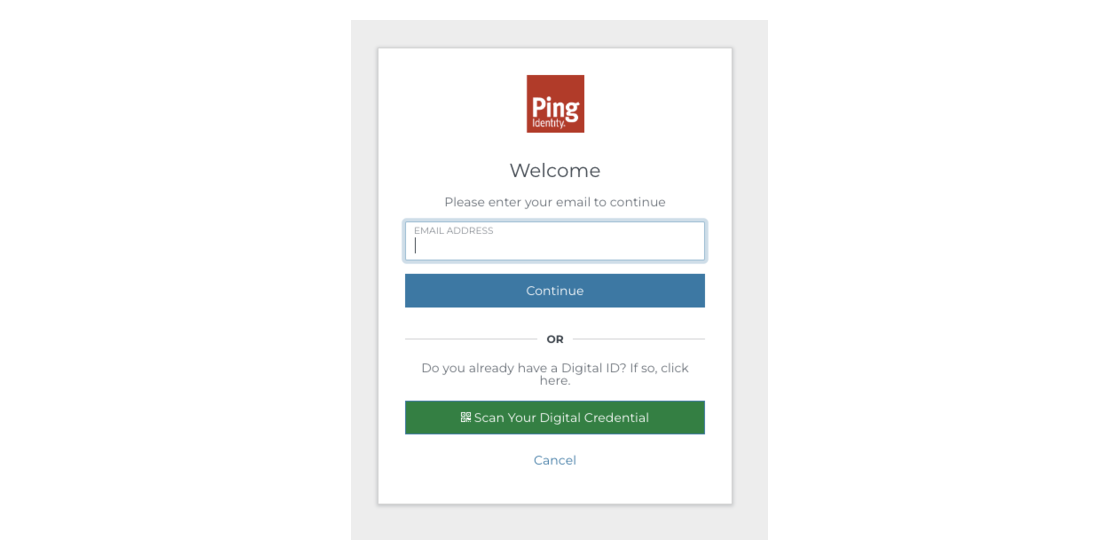 Ping
Identity.
Welcome
Please enter your email to continue
EMAIL ADDRESS
Continue
OR
Do you already have a Digital ID? If so, click
here.
Scan Your Digital Credential
Cancel